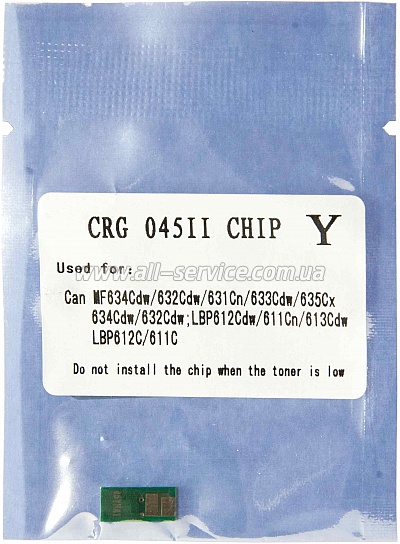 CRG 045II CHIP Y
Used for:
www.all-service.com.ua
Can MF634Cdw/632Cdw/631Cn/633Cdw/635Cx
634Cdw/632Cdw;LBP612Cdw/611Cn/613Cdw
LBP612C/611C
Do not install the chip when the toner is low